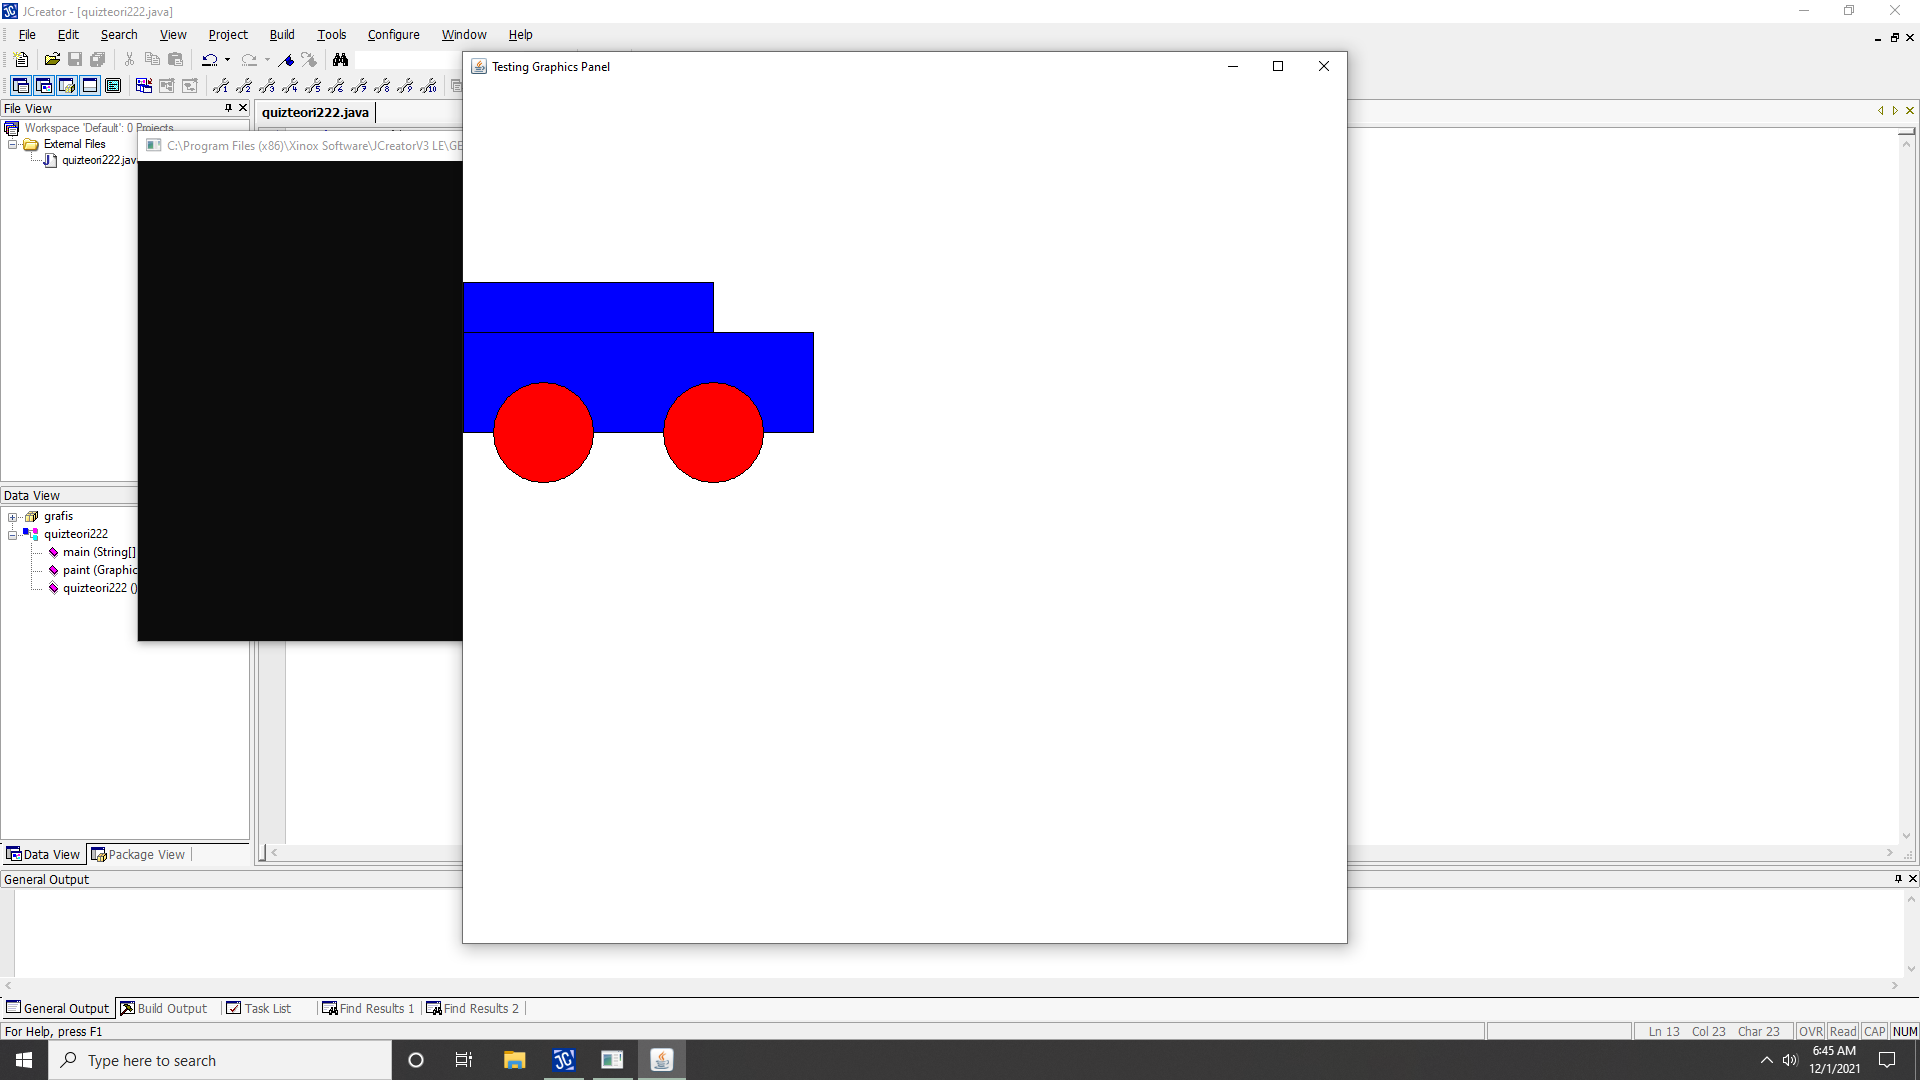 JCreator - [quizteori222.java]
File Edit Search View Project Build Tools Configure Window Help
Testing Graphics Panel
File View
quizteori222.java
Workspace 'Default': 0 Projects
External Files
C:\Program Files (x86)\Xinox Software\JCreatorV3 LE\GE
quizteori222.jav
Data View
grafis
quizteori222
main (String[]
paint (Graphic
quizteori222 ()
Data View Package View
General Output
General Output Build Output Task List Find Results 1 Find Results 2
For Help, press F1
Ln 13 Col 23 Char 23 OVR Read CAP NUM
Type here to search
6:45 AM
12/1/2021